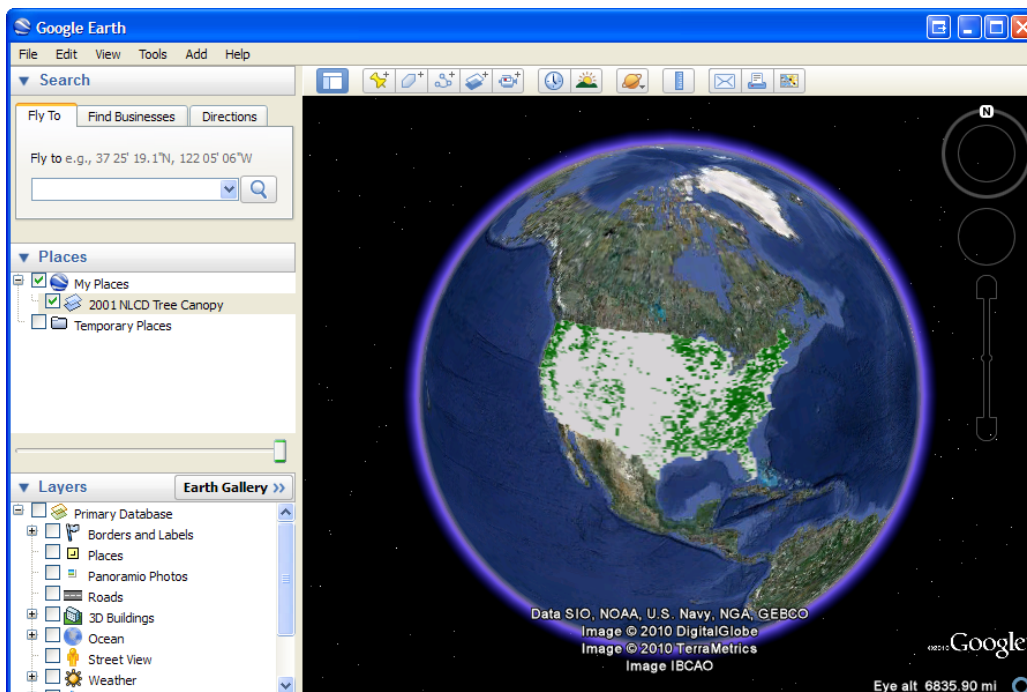 Google Earth
File Edit View Tools Add Help
Search
Fly To Find Businesses Directions
Fly to e.g., 37 25' 19.1"N, 122 05' 06"W
Places
My Places
2001 NLCD Tree Canopy
Temporary Places
Layers
Earth Gallery >>
Primary Database
Borders and Labels
Places
Panoramio Photos
Roads
3D Buildings
Ocean
Street View
Weather
N
Data SIO, NOAA, U.S. Navy, NGA, GEBCO
Image © 2010 DigitalGlobe
Image © 2010 TerraMetrics
Image IBCAO
©2010 Google
Eye alt 6835.90 mi